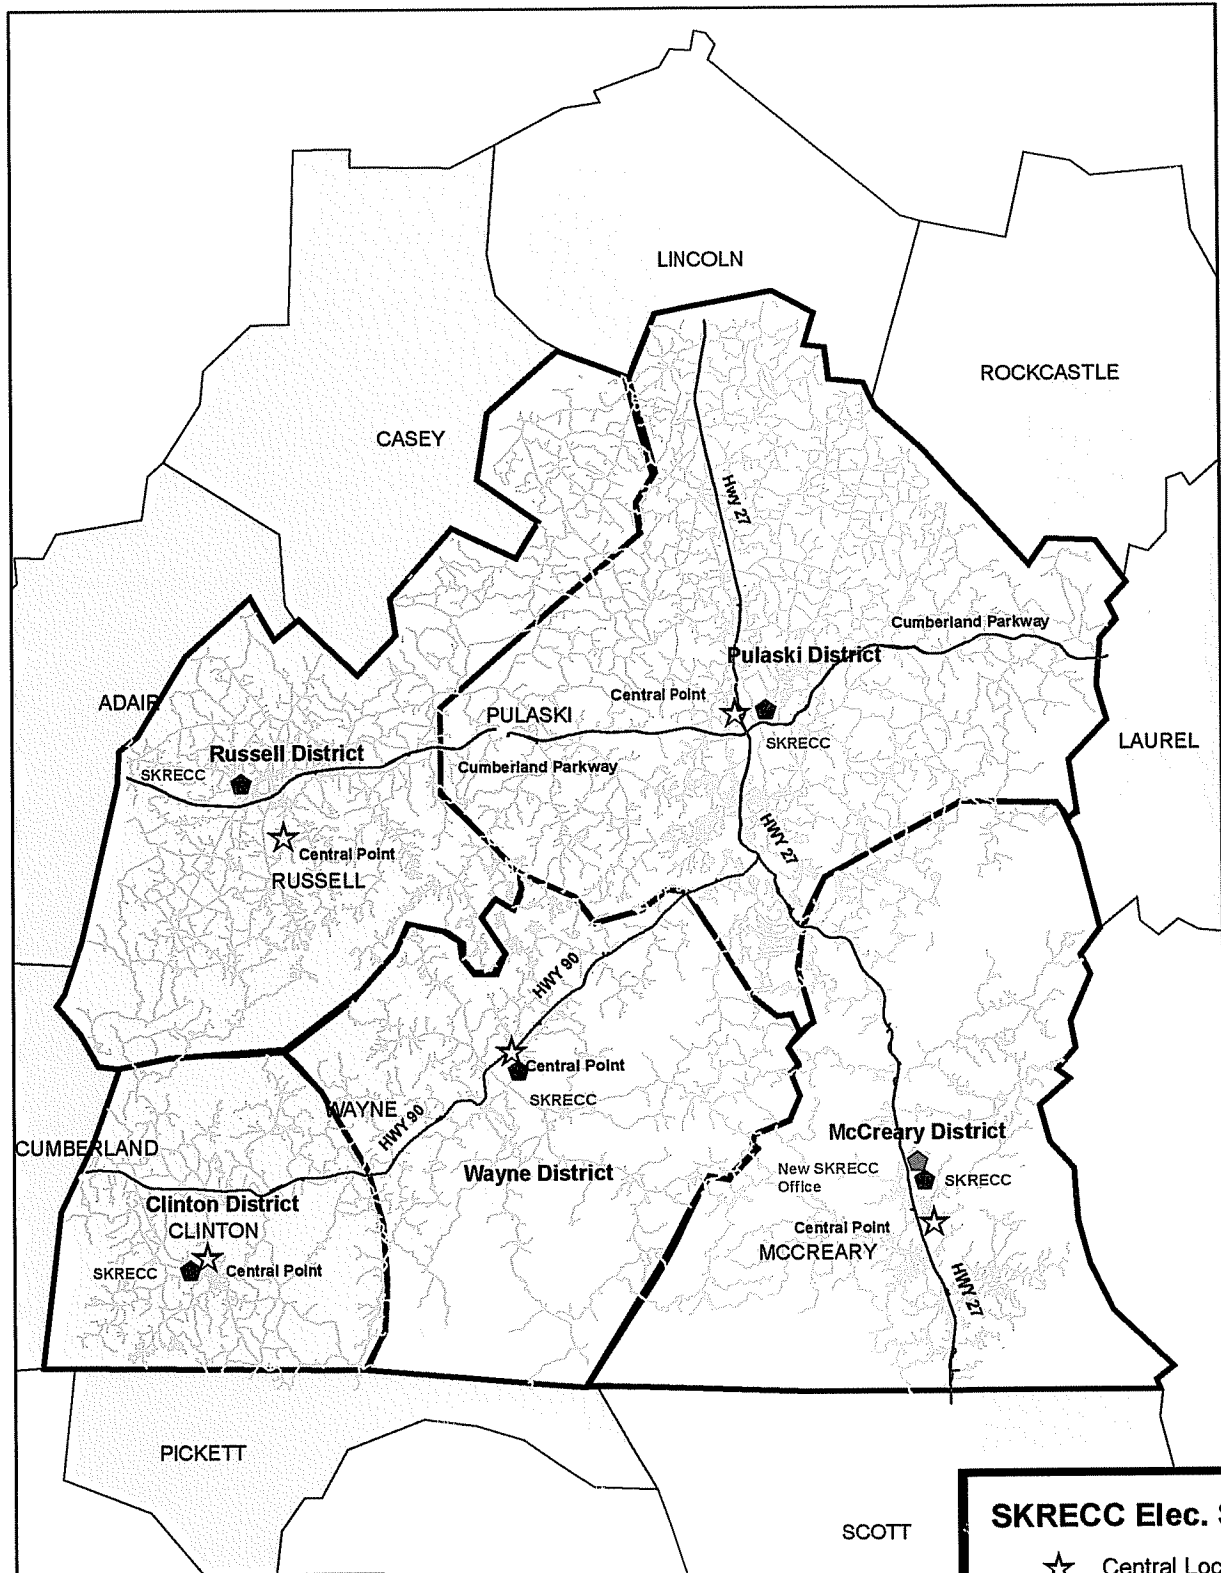 LINCOLN
ROCKCASTLE
CASEY
Hwy 27
Cumberland Parkway
Pulaski District
Central Point
ADAIR
PULASKI
SKRECC
LAUREL
Russell District
SKRECC
Cumberland Parkway
HWY 27
Central Point
RUSSELL
HWY 90
Central Point
SKRECC
WAYNE
HWY 90
CUMBERLAND
McCreary District
Wayne District
New SKRECC
Office
SKRECC
Clinton District
CLINTON
Central Point
MCCREARY
SKRECC
Central Point
HWY 27
PICKETT
SCOTT
SKRECC Elec.
Central